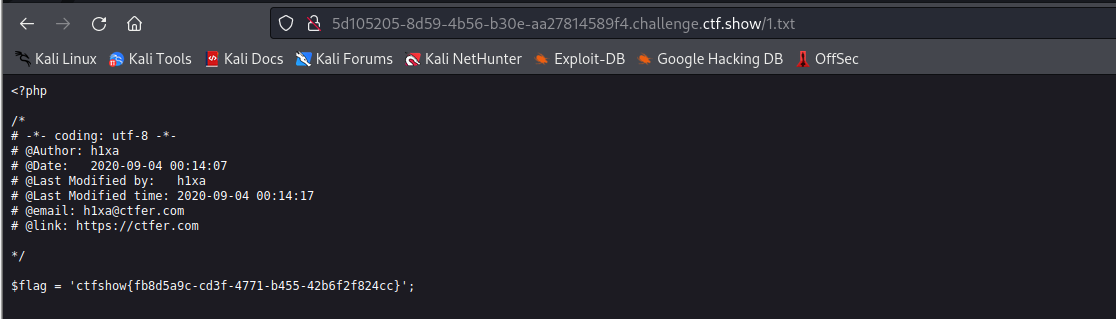 5d105205-8d59-4b56-b30e-aa27814589f4.challenge.ctf.show/1.txt
Kali Linux Kali Tools Kali Docs Kali Forums Kali NetHunter Exploit-DB Google Hacking DB OffSec
<?php
/*
# -*- coding: utf-8 -*-
# @Author: h1xa
# @Date:   2020-09-04 00:14:07
# @Last Modified by:   h1xa
# @Last Modified time: 2020-09-04 00:14:17
# @email: h1xa@ctfer.com
# @link: https://ctfer.com
*/
$flag = 'ctfshow{fb8d5a9c-cd3f-4771-b455-42b6f2f824cc}';